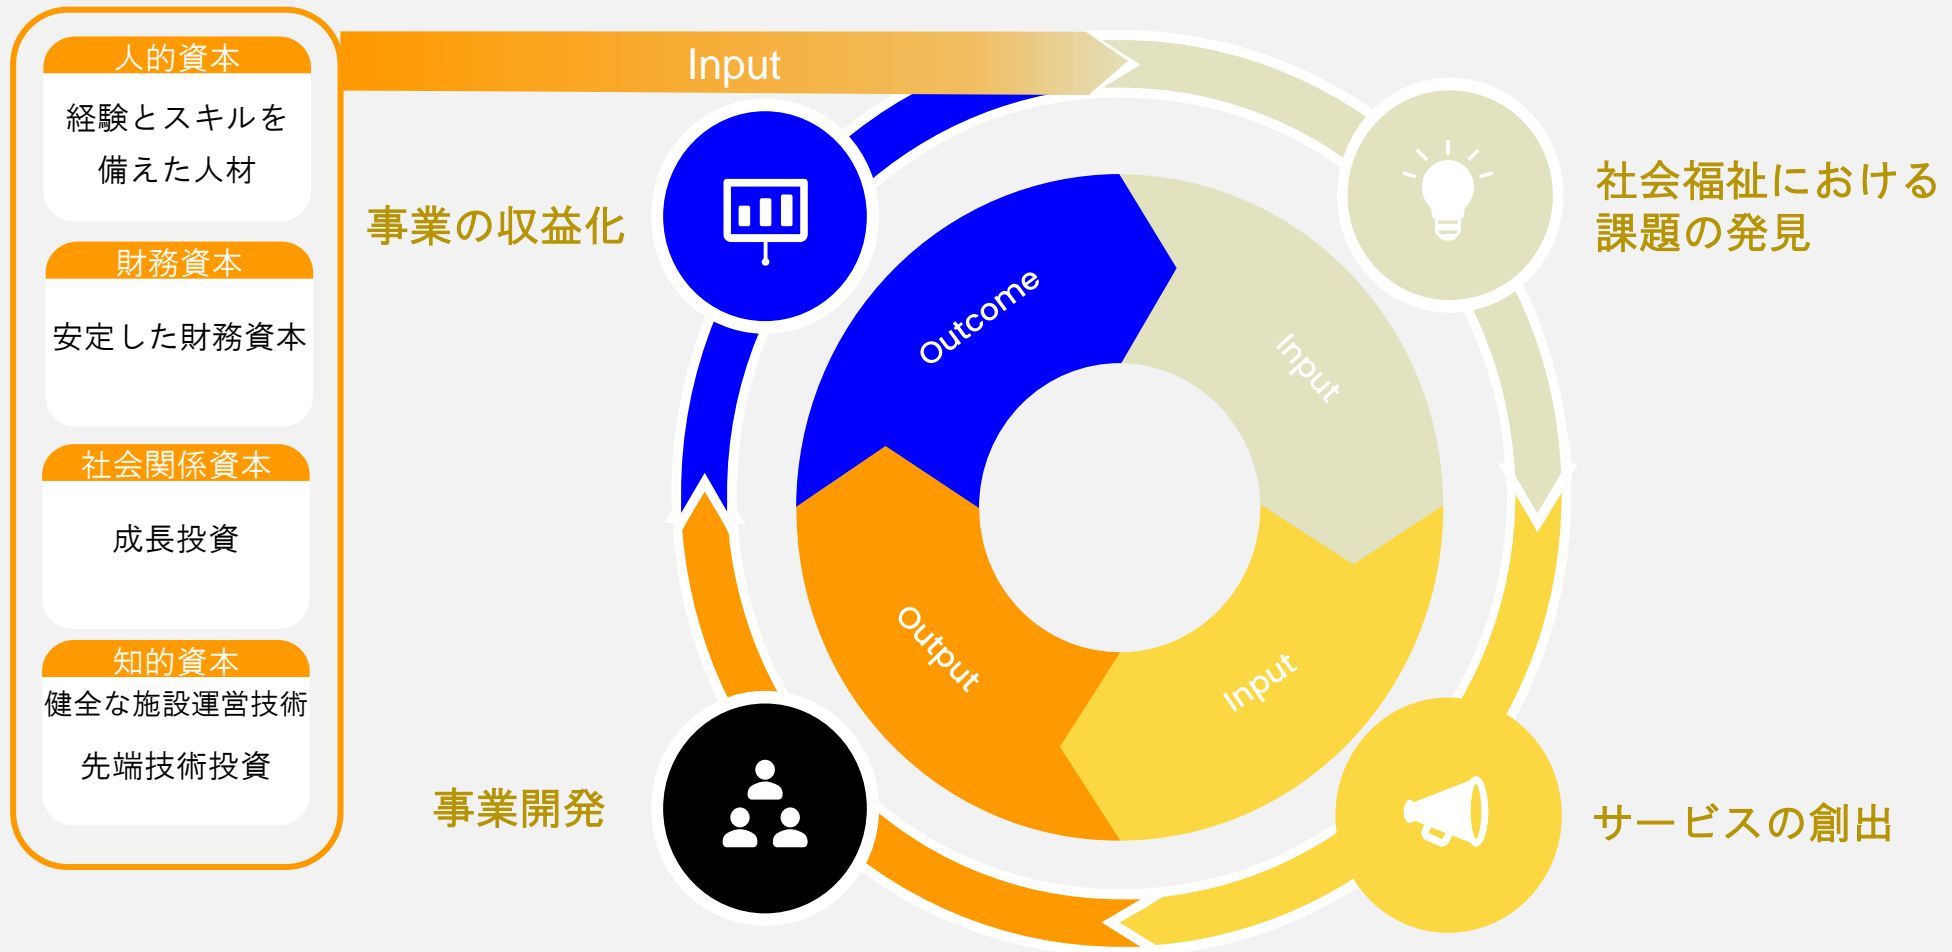 人的資本
経験とスキルを
備えた人材
財務資本
安定した財務資本
社会関係資本
成長投資
知的資本
健全な施設運営技術
先端技術投資
Input
事業の収益化
社会福祉における
課題の発見
Outcome
Input
Output
Input
事業開発
サービスの創出